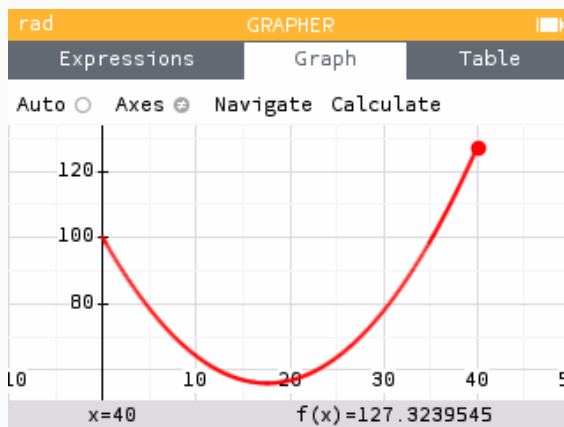 rad GRAPHER
Expressions Graph Table
Auto Axes Navigate Calculate
120
100
80
10 10 20 30 40 5
x=40 f(x)=127.3239545